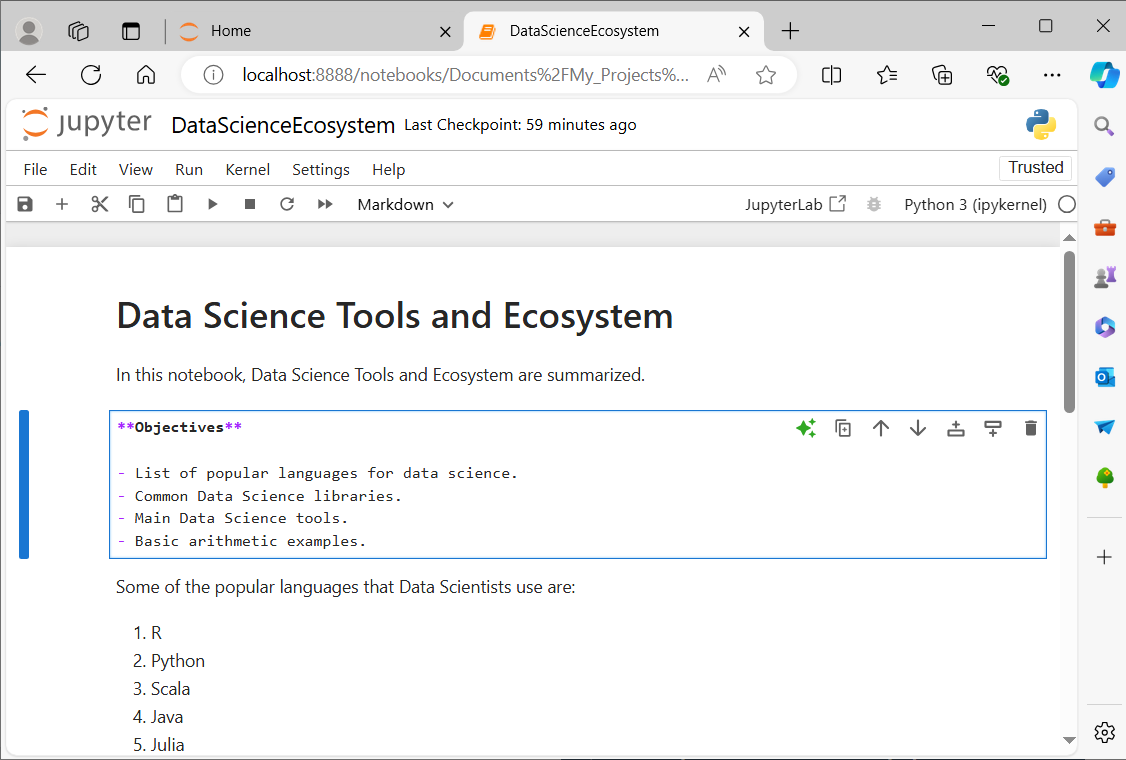 Home
DataScienceEcosystem
localhost:8888/notebooks/Documents%2FMy_Projects%...
jupyter DataScienceEcosystem Last Checkpoint: 59 minutes ago
File Edit View Run Kernel Settings Help Trusted
Markdown JupyterLab Python 3 (ipykernel)
Data Science Tools and Ecosystem
In this notebook, Data Science Tools and Ecosystem are summarized.
**Objectives**
- List of popular languages for data science.
- Common Data Science libraries.
- Main Data Science tools.
- Basic arithmetic examples.
Some of the popular languages that Data Scientists use are:
1. R
2. Python
3. Scala
4. Java
5. Julia